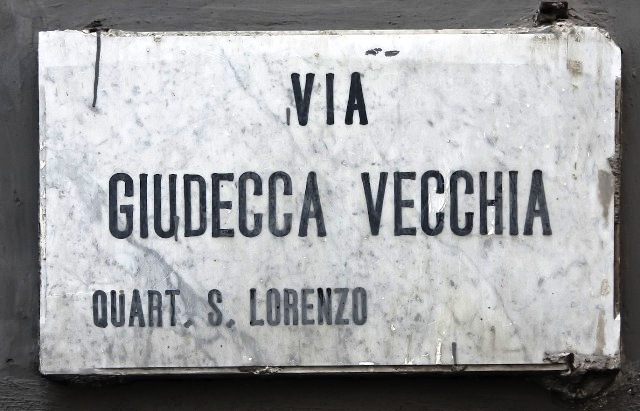 VIA
GIUDECCA VECCHIA
QUART. S. LORENZO